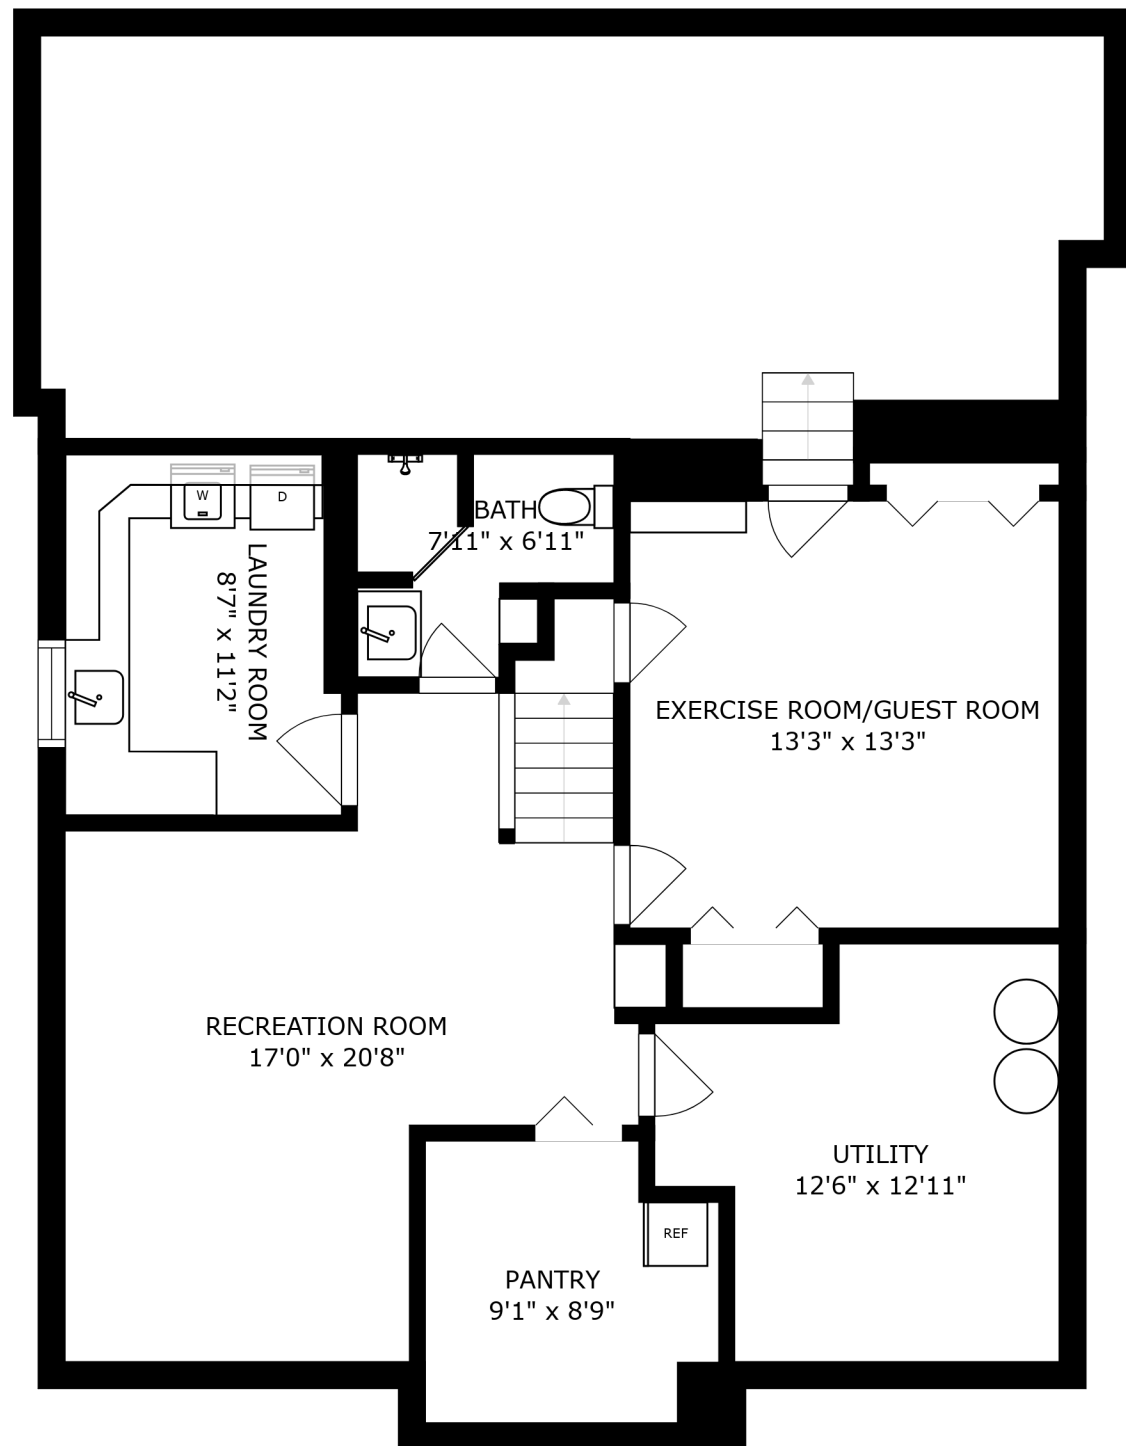 W
D
BATH
7'11" x 6'11"
LAUNDRY ROOM
8'7" x 11'2"
EXERCISE ROOM/GUEST ROOM
13'3" x 13'3"
RECREATION ROOM
17'0" x 20'8"
UTILITY
12'6" x 12'11"
REF
PANTRY
9'1" x 8'9"